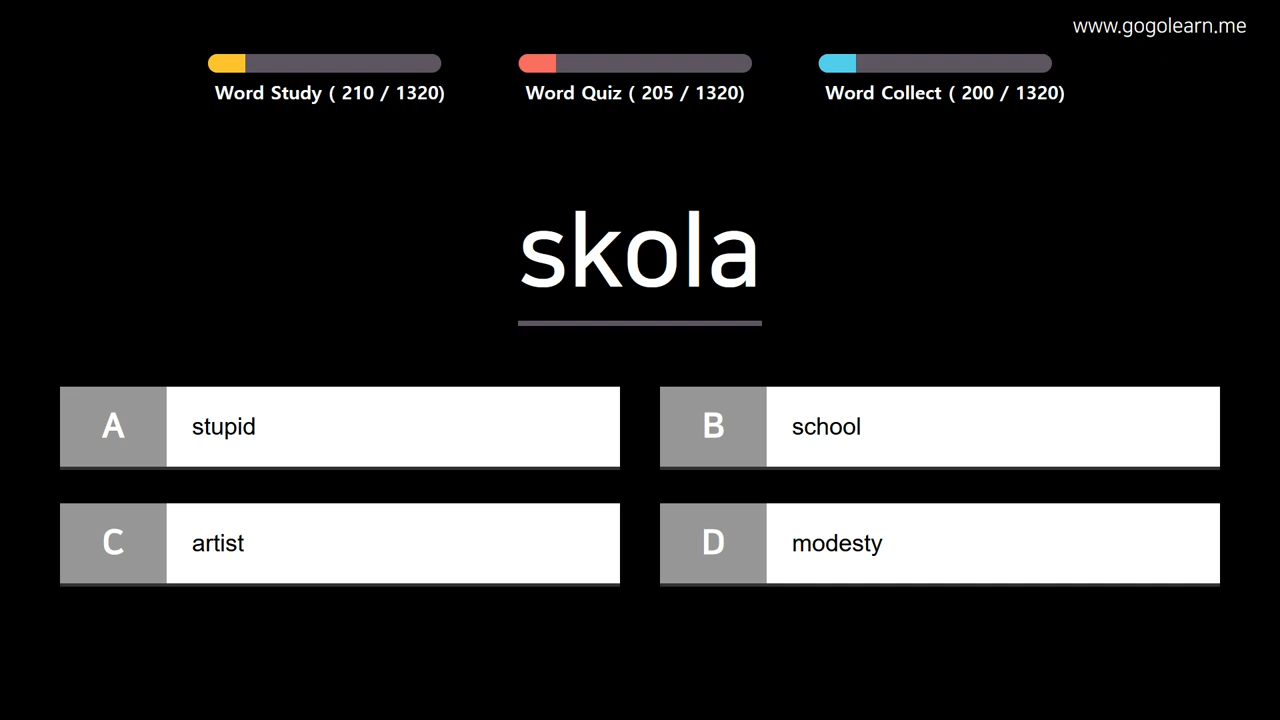 www.gogolearn.me
Word Study ( 210 / 1320)
Word Quiz ( 205 / 1320)
Word Collect ( 200 / 1320)
skola
A stupid
B school
C artist
D modesty